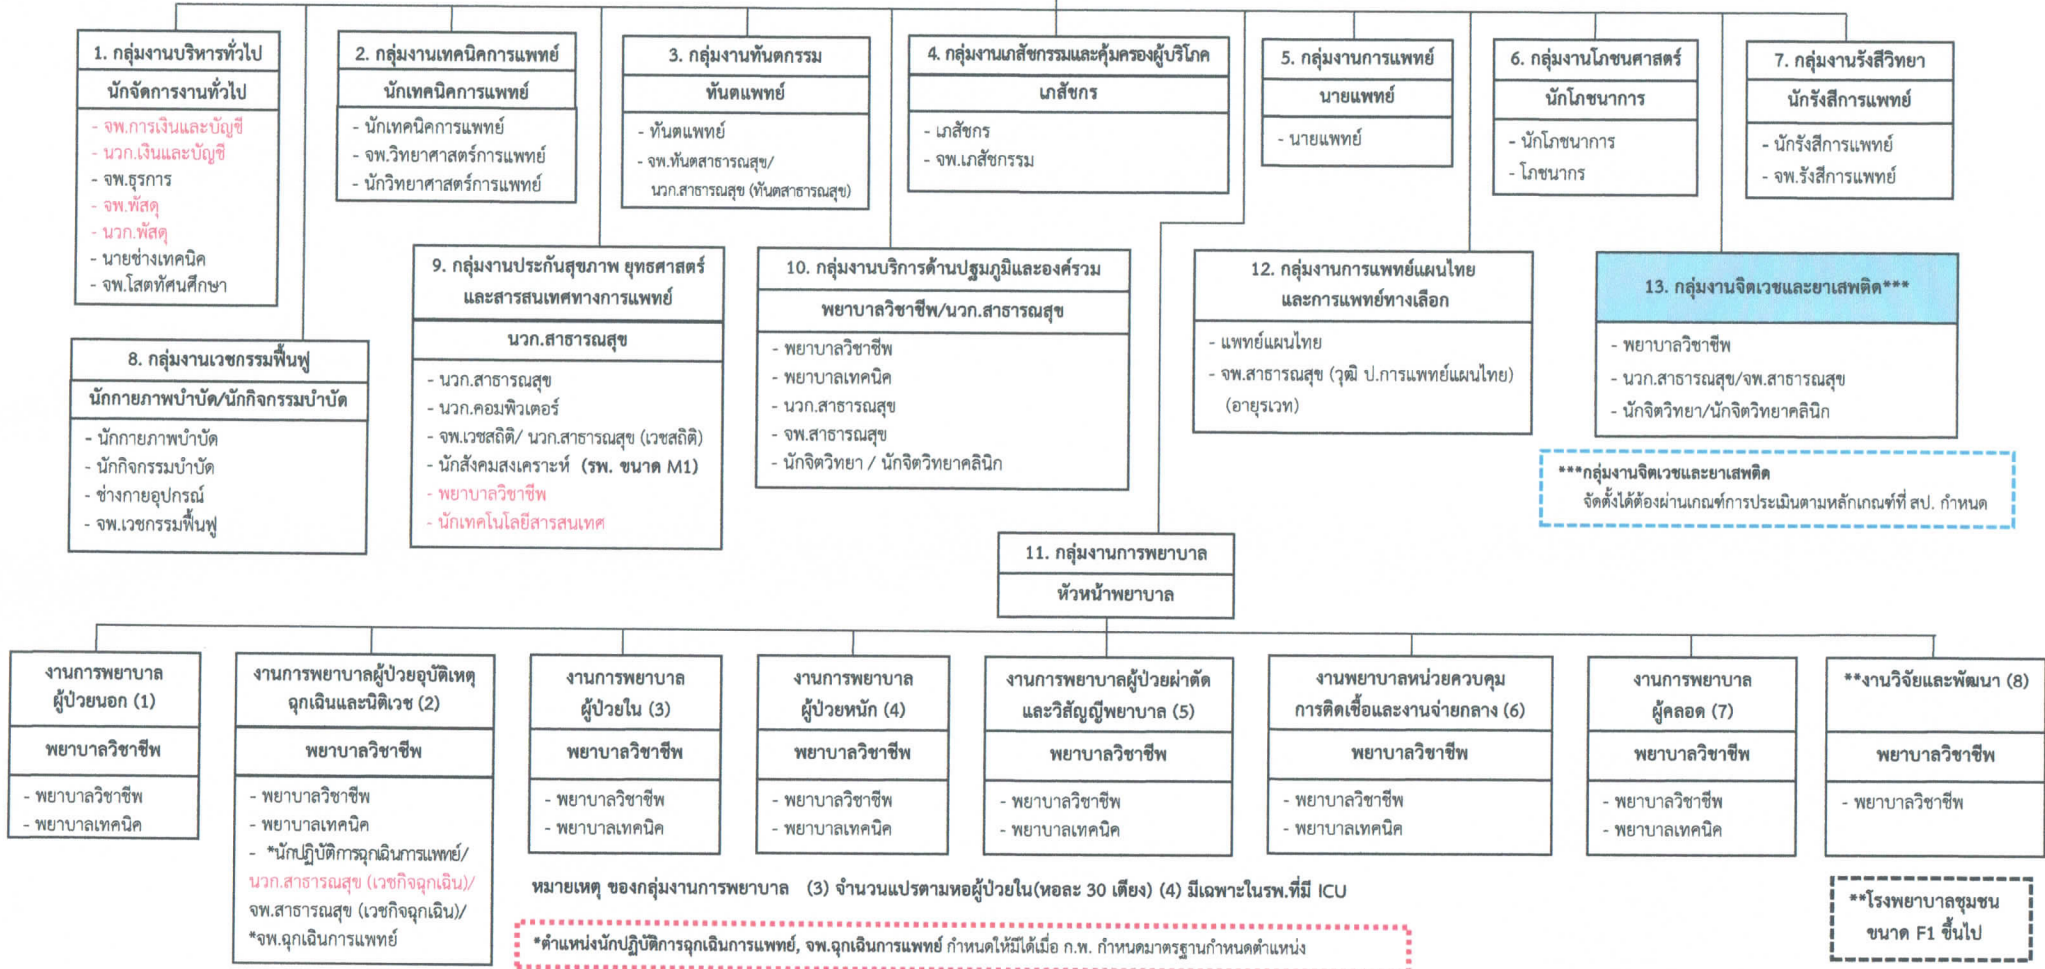 1. กลุ่มงานบริหารทั่วไป
นักจัดการงานทั่วไป
- จพ.การเงินและบัญชี
- นวก.เงินและบัญชี
- จพ.ธุรการ
- จพ.พัสดุ
- นวก.พัสดุ
- นายช่างเทคนิค
- จพ.โสตทัศนศึกษา
2. กลุ่มงานเทคนิคการแพทย์
นักเทคนิคการแพทย์
- นักเทคนิคการแพทย์
- จพ.วิทยาศาสตร์การแพทย์
- นักวิทยาศาสตร์การแพทย์
3. กลุ่มงานทันตกรรม
ทันตแพทย์
- ทันตแพทย์
- จพ.ทันตสาธารณสุข/
นวก.สาธารณสุข (ทันตสาธารณสุข)
4. กลุ่มงานเภสัชกรรมและคุ้มครองผู้บริโภค
เภสัชกร
- เภสัชกร
- จพ.เภสัชกรรม
5. กลุ่มงานการแพทย์
นายแพทย์
- นายแพทย์
6. กลุ่มงานโภชนศาสตร์
นักโภชนาการ
- นักโภชนาการ
- โภชนากร
7. กลุ่มงานรังสีวิทยา
นักรังสีการแพทย์
- นักรังสีการแพทย์
- จพ.รังสีการแพทย์
8. กลุ่มงานเวชกรรมฟื้นฟู
นักกายภาพบำบัด/นักกิจกรรมบำบัด
- นักกายภาพบำบัด
- นักกิจกรรมบำบัด
- ช่างกายอุปกรณ์
- จพ.เวชกรรมฟื้นฟู
9. กลุ่มงานประกันสุขภาพ ยุทธศาสตร์
และสารสนเทศทางการแพทย์
นวก.สาธารณสุข
- นวก.สาธารณสุข
- นวก.คอมพิวเตอร์
- จพ.เวชสถิติ/ นวก.สาธารณสุข (เวชสถิติ)
- นักสังคมสงเคราะห์ (รพ. ขนาด M1)
- พยาบาลวิชาชีพ
- นักเทคโนโลยีสารสนเทศ
10. กลุ่มงานบริการด้านปฐมภูมิและองค์รวม
พยาบาลวิชาชีพ/นวก.สาธารณสุข
- พยาบาลวิชาชีพ
- พยาบาลเทคนิค
- นวก.สาธารณสุข
- จพ.สาธารณสุข
- นักจิตวิทยา / นักจิตวิทยาคลินิก
12. กลุ่มงานการแพทย์แผนไทย
และการแพทย์ทางเลือก
- แพทย์แผนไทย
- จพ.สาธารณสุข (วุฒิ ป.การแพทย์แผนไทย)
(อายุรเวท)
13. กลุ่มงานจิตเวชและยาเสพติด***
- พยาบาลวิชาชีพ
- นวก.สาธารณสุข/จพ.สาธารณสุข
- นักจิตวิทยา/นักจิตวิทยาคลินิก
***กลุ่มงานจิตเวชและยาเสพติด
จัดตั้งได้ต้องผ่านเกณฑ์การประเมินตามหลักเกณฑ์ที่ สป. กำหนด
11. กลุ่มงานการพยาบาล
หัวหน้าพยาบาล
งานการพยาบาล
ผู้ป่วยนอก (1)
พยาบาลวิชาชีพ
- พยาบาลวิชาชีพ
- พยาบาลเทคนิค
งานการพยาบาลผู้ป่วยอุบัติเหตุ
ฉุกเฉินและนิติเวช (2)
พยาบาลวิชาชีพ
- พยาบาลวิชาชีพ
- พยาบาลเทคนิค
- *นักปฏิบัติการฉุกเฉินการแพทย์/
นวก.สาธารณสุข (เวชกิจฉุกเฉิน)/
จพ.สาธารณสุข (เวชกิจฉุกเฉิน)/
*จพ.ฉุกเฉินการแพทย์
งานการพยาบาล
ผู้ป่วยใน (3)
พยาบาลวิชาชีพ
- พยาบาลวิชาชีพ
- พยาบาลเทคนิค
งานการพยาบาล
ผู้ป่วยหนัก (4)
พยาบาลวิชาชีพ
- พยาบาลวิชาชีพ
- พยาบาลเทคนิค
งานการพยาบาลผู้ป่วยผ่าตัด
และวิสัญญีพยาบาล (5)
พยาบาลวิชาชีพ
- พยาบาลวิชาชีพ
- พยาบาลเทคนิค
งานพยาบาลหน่วยควบคุม
การติดเชื้อและงานจ่ายกลาง (6)
พยาบาลวิชาชีพ
- พยาบาลวิชาชีพ
- พยาบาลเทคนิค
งานการพยาบาล
ผู้คลอด (7)
พยาบาลวิชาชีพ
- พยาบาลวิชาชีพ
- พยาบาลเทคนิค
**งานวิจัยและพัฒนา (8)
พยาบาลวิชาชีพ
- พยาบาลวิชาชีพ
หมายเหตุ ของกลุ่มงานการพยาบาล (3) จำนวนแปรตามหอผู้ป่วยใน(หอละ 30 เตียง) (4) มีเฉพาะในรพ.ที่มี ICU
*ตำแหน่งนักปฏิบัติการฉุกเฉินการแพทย์, จพ.ฉุกเฉินการแพทย์ กำหนดให้มีได้เมื่อ ก.พ. กำหนดมาตรฐานกำหนดตำแหน่ง
**โรงพยาบาลชุมชน
ขนาด F1 ขึ้นไป